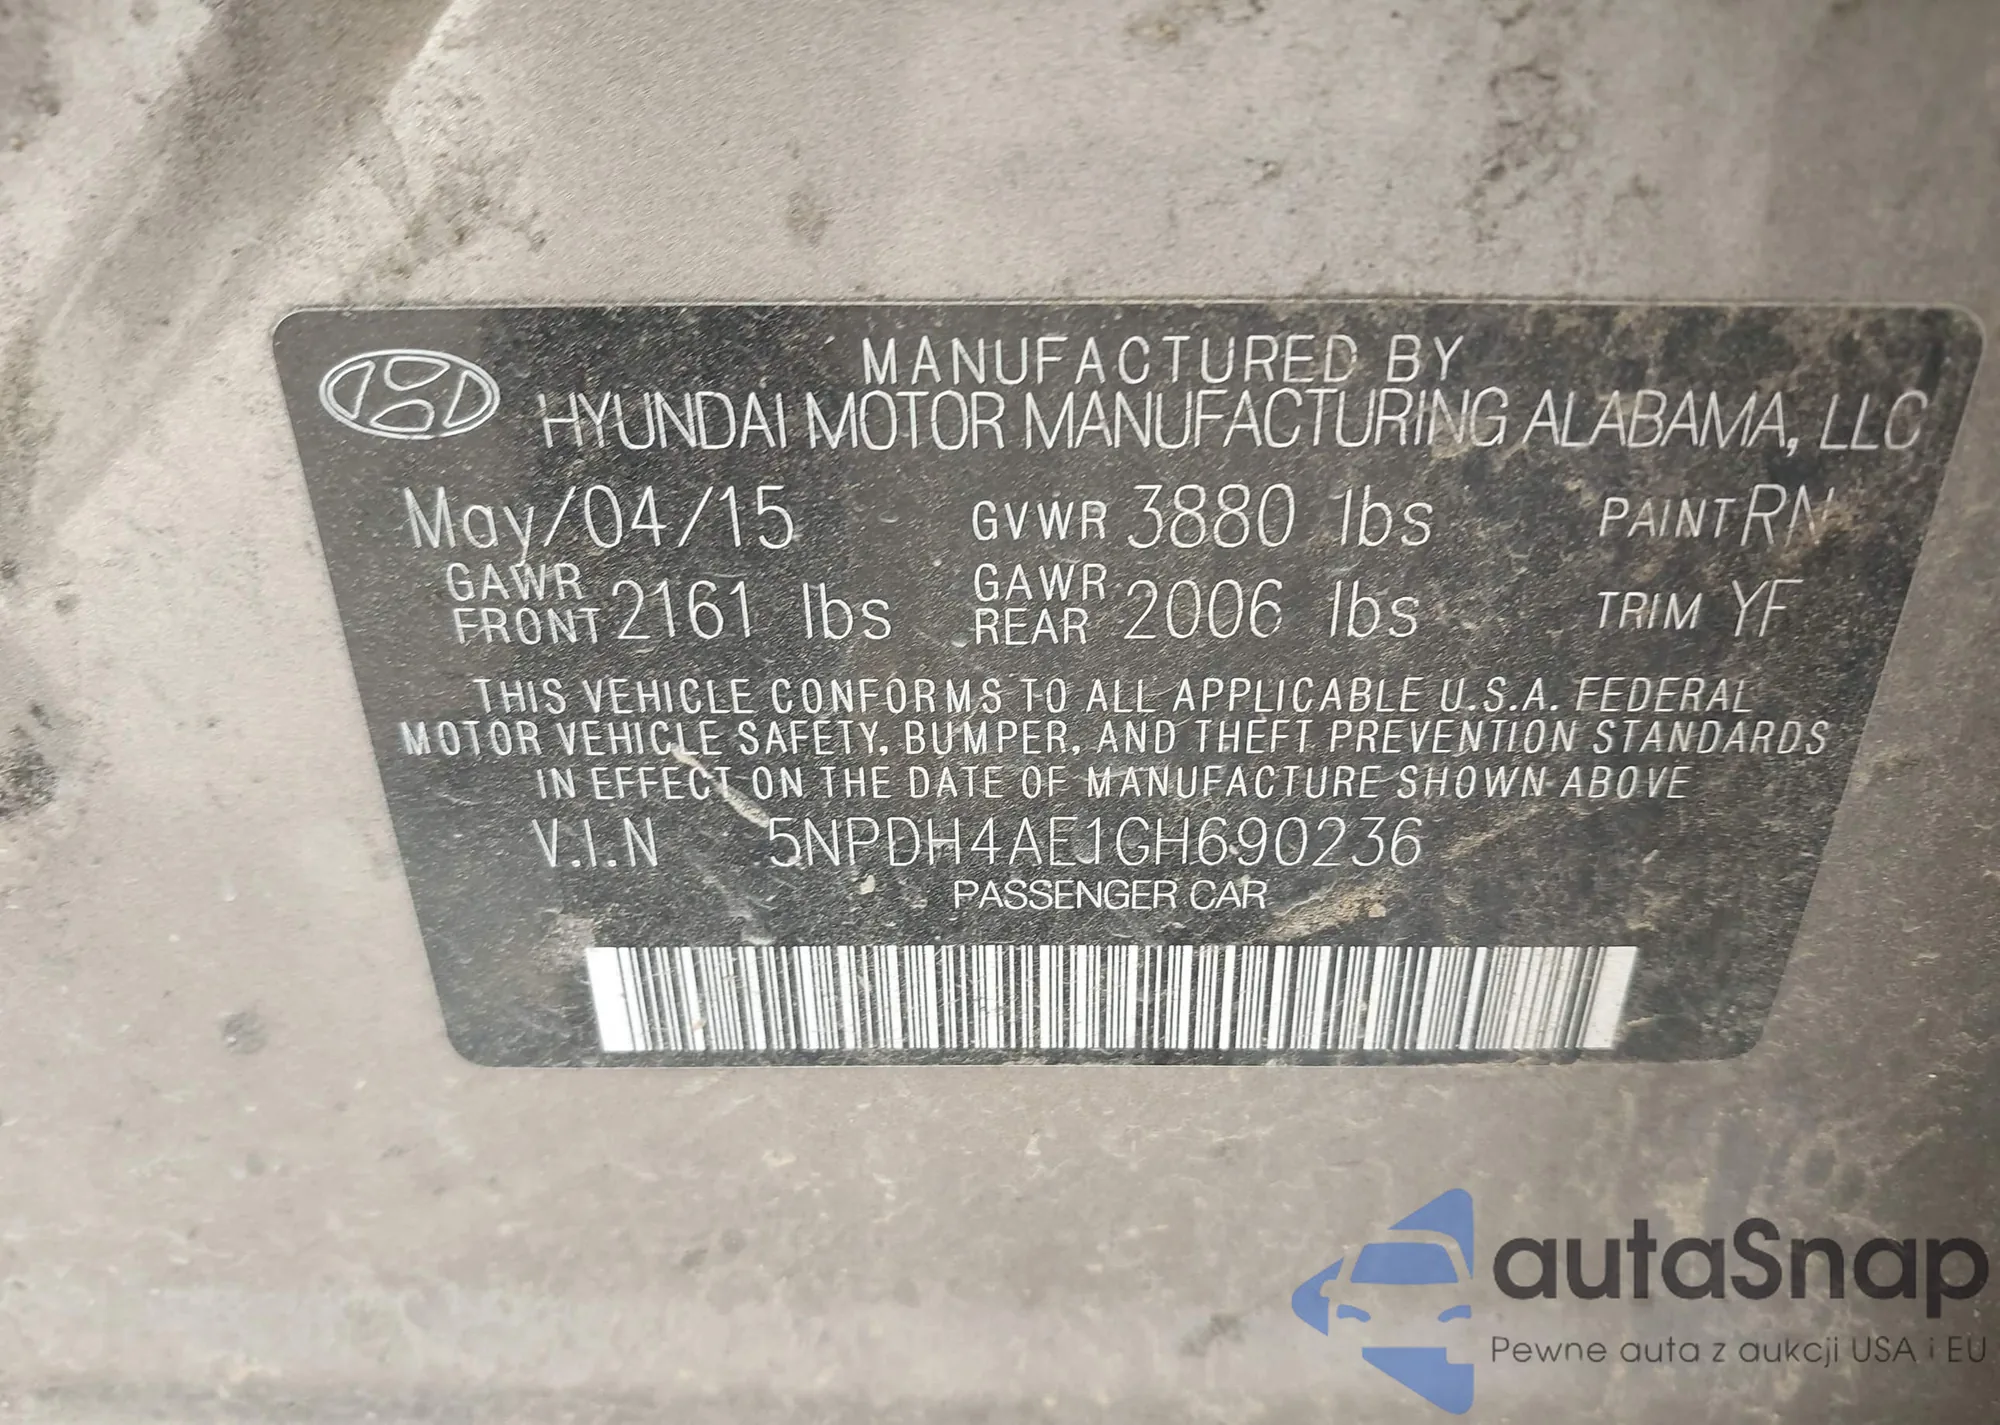 MANUFACTURED BY
HYUNDAI MOTOR MANUFACTURING ALABAMA, LLC
May/04/15 GVWR 3880 lbs PAINT RN
GAWR FRONT 2161 lbs GAWR REAR 2006 lbs TRIM YF
THIS VEHICLE CONFORMS TO ALL APPLICABLE U.S.A. FEDERAL
MOTOR VEHICLE SAFETY, BUMPER, AND THEFT PREVENTION STANDARDS
IN EFFECT ON THE DATE OF MANUFACTURE SHOWN ABOVE
V.I.N 5NPDH4AE1GH690236
PASSENGER CAR
autaSnap
Pewne auta z aukcji USA i EU